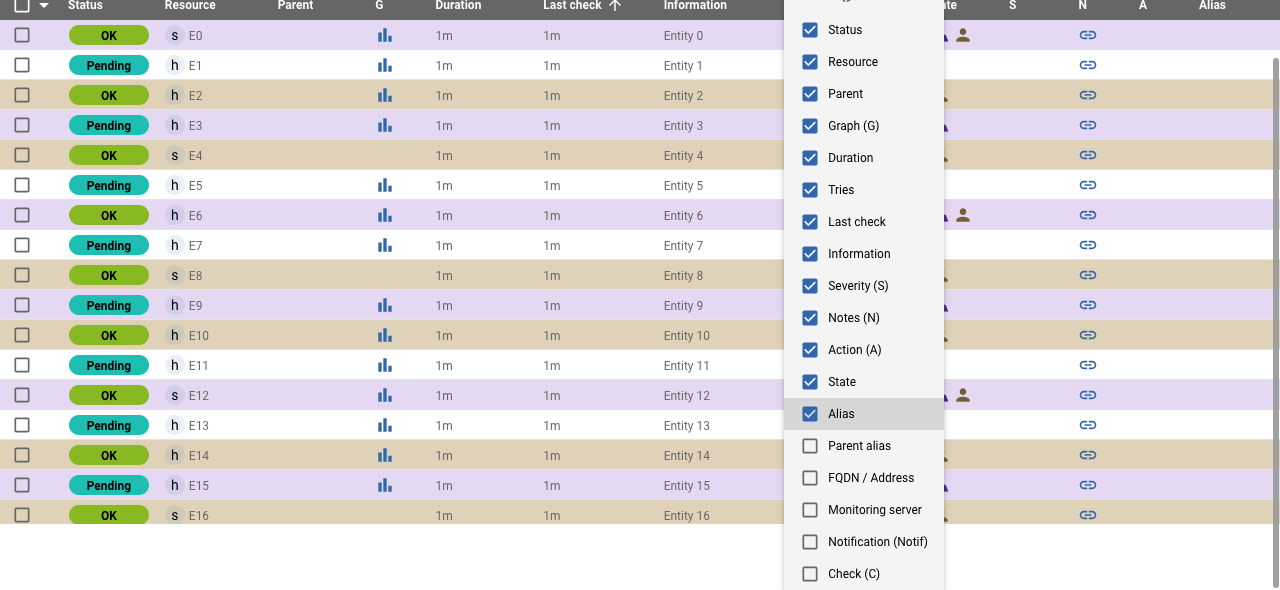 Status Resource Parent G Duration Last check Information S N A Alias
OK s E0 1m 1m Entity 0
Pending h E1 1m 1m Entity 1
OK h E2 1m 1m Entity 2
Pending h E3 1m 1m Entity 3
OK s E4 1m 1m Entity 4
Pending h E5 1m 1m Entity 5
OK h E6 1m 1m Entity 6
Pending h E7 1m 1m Entity 7
OK s E8 1m 1m Entity 8
Pending h E9 1m 1m Entity 9
OK h E10 1m 1m Entity 10
Pending h E11 1m 1m Entity 11
OK s E12 1m 1m Entity 12
Pending h E13 1m 1m Entity 13
OK h E14 1m 1m Entity 14
Pending h E15 1m 1m Entity 15
OK s E16 1m 1m Entity 16
Status
Resource
Parent
Graph (G)
Duration
Tries
Last check
Information
Severity (S)
Notes (N)
Action (A)
State
Alias
Parent alias
FQDN / Address
Monitoring server
Notification (Notif)
Check (C)